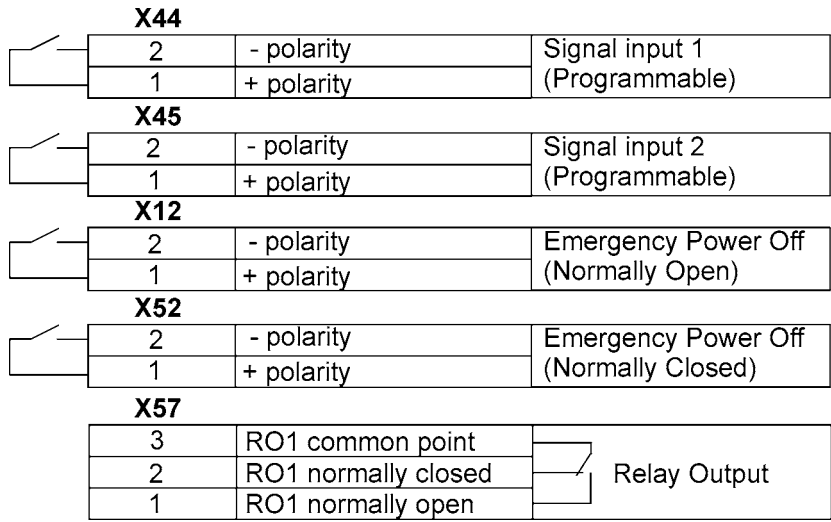 X44
2 - polarity Signal input 1
1 + polarity (Programmable)
X45
2 - polarity Signal input 2
1 + polarity (Programmable)
X12
2 - polarity Emergency Power Off
1 + polarity (Normally Open)
X52
2 - polarity Emergency Power Off
1 + polarity (Normally Closed)
X57
3 RO1 common point
2 RO1 normally closed Relay Output
1 RO1 normally open